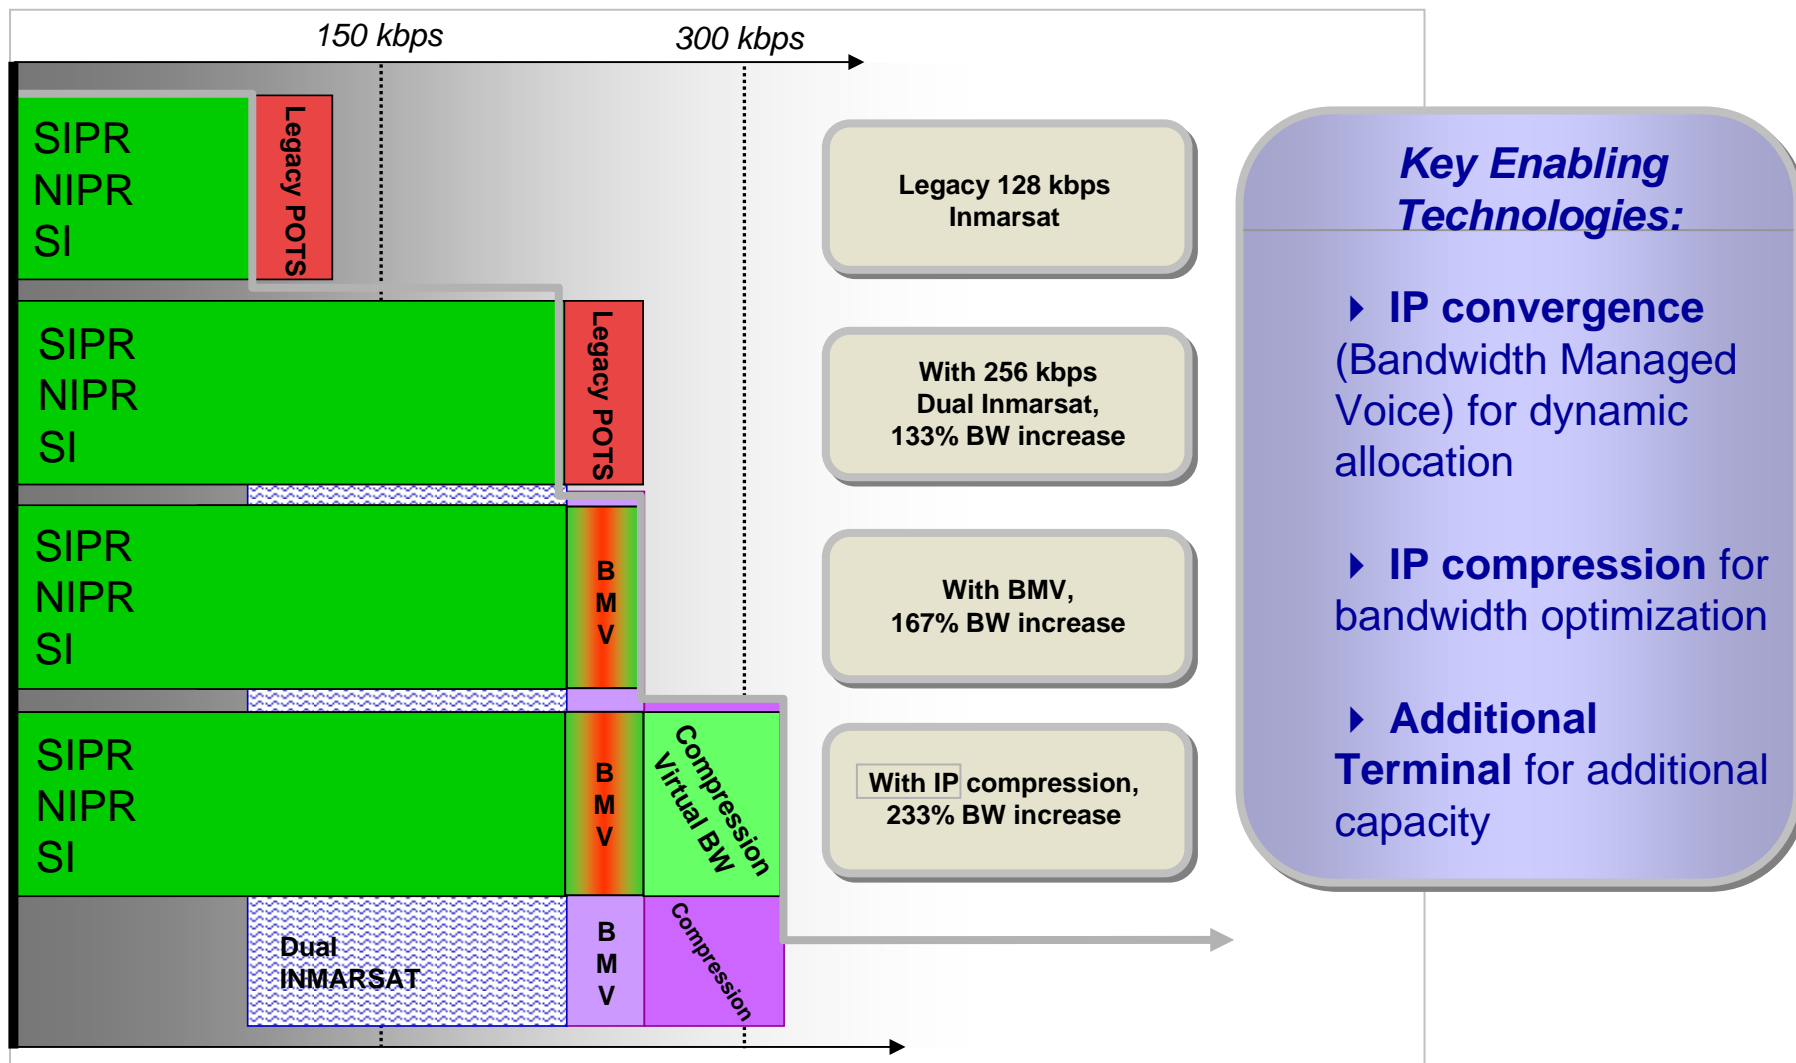 150 kbps
300 kbps
SIPR
NIPR
SI
Legacy POTS
Legacy 128 kbps
Inmarsat
SIPR
NIPR
SI
Legacy POTS
With 256 kbps
Dual Inmarsat,
133% BW increase
SIPR
NIPR
SI
B
M
V
With BMV,
167% BW increase
SIPR
NIPR
SI
B
M
V
Compression
Virtual BW
With IP compression,
233% BW increase
Dual
INMARSAT
B
M
V
Compression
Key Enabling
Technologies:
IP convergence
(Bandwidth Managed
Voice) for dynamic
allocation
IP compression for
bandwidth optimization
Additional
Terminal for additional
capacity